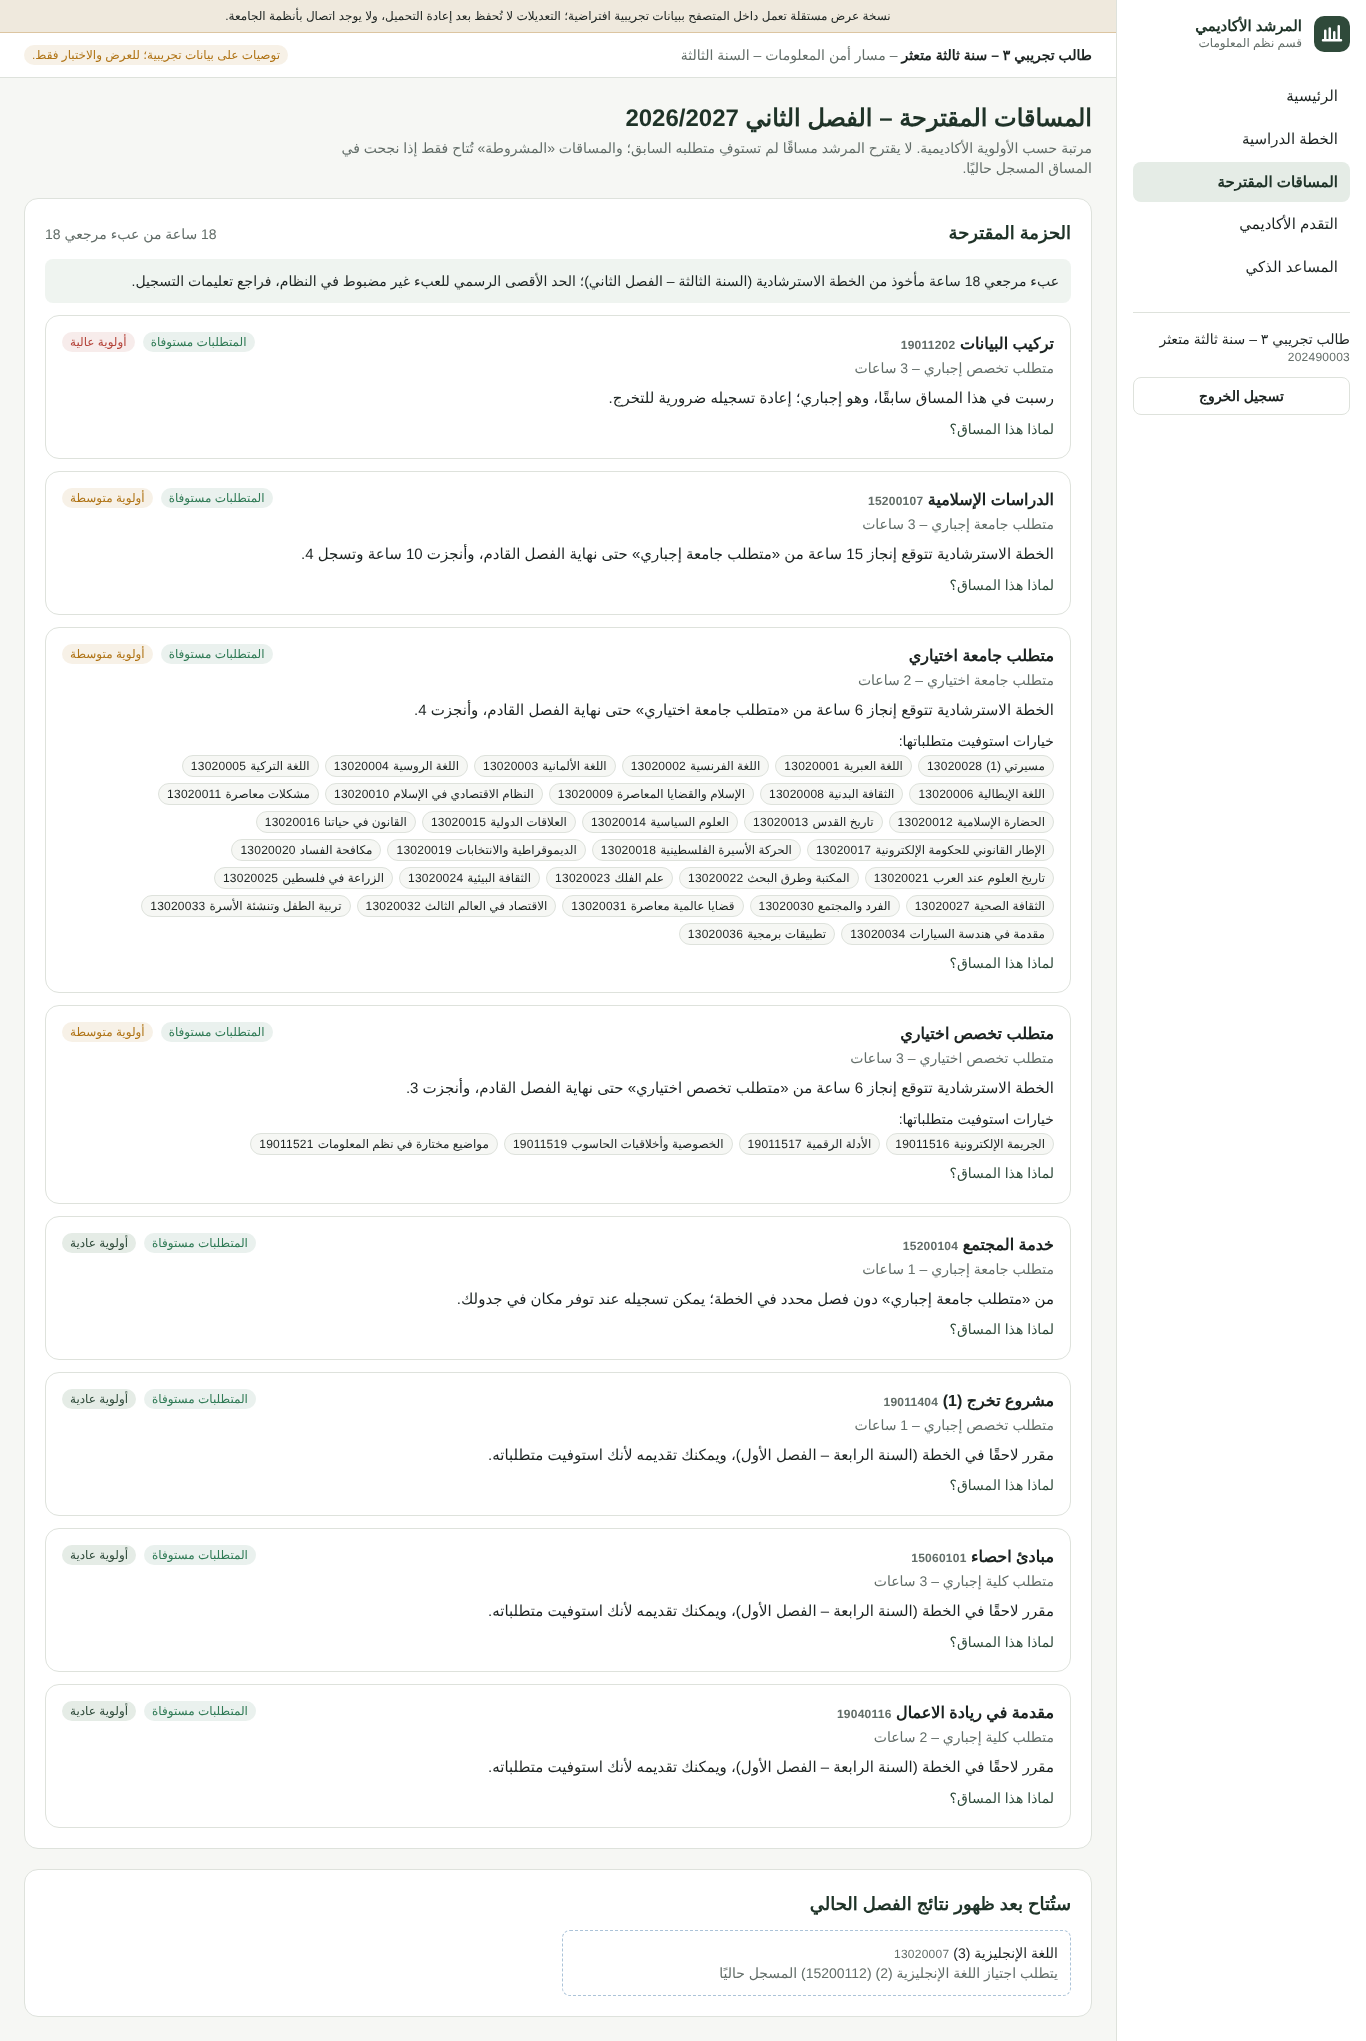 نسخة عرض مستقلة تعمل داخل المتصفح ببيانات تجريبية افتراضية؛ التعديلات لا تُحفظ بعد إعادة التحميل، ولا يوجد اتصال بأنظمة الجامعة.
المرشد الأكاديمي
قسم نظم المعلومات
الرئيسية
الخطة الدراسية
المساقات المقترحة
التقدم الأكاديمي
المساعد الذكي
طالب تجريبي ٣ – سنة ثالثة متعثر
202490003
تسجيل الخروج
طالب تجريبي ٣ – سنة ثالثة متعثر – مسار أمن المعلومات – السنة الثالثة
توصيات على بيانات تجريبية؛ للعرض والاختبار فقط.
المساقات المقترحة – الفصل الثاني 2026/2027
مرتبة حسب الأولوية الأكاديمية. لا يقترح المرشد مساقًا لم تستوفِ متطلبه السابق؛ والمساقات «المشروطة» تُتاح فقط إذا نجحت في
المساق المسجل حاليًا.
الحزمة المقترحة
18 ساعة من عبء مرجعي 18
عبء مرجعي 18 ساعة مأخوذ من الخطة الاسترشادية (السنة الثالثة – الفصل الثاني)؛ الحد الأقصى الرسمي للعبء غير مضبوط في النظام، فراجع تعليمات التسجيل.
تركيب البيانات 19011202
المتطلبات مستوفاة
أولوية عالية
متطلب تخصص إجباري – 3 ساعات
رسبت في هذا المساق سابقًا، وهو إجباري؛ إعادة تسجيله ضرورية للتخرج.
لماذا هذا المساق؟
الدراسات الإسلامية 15200107
المتطلبات مستوفاة
أولوية متوسطة
متطلب جامعة إجباري – 3 ساعات
الخطة الاسترشادية تتوقع إنجاز 15 ساعة من «متطلب جامعة إجباري» حتى نهاية الفصل القادم، وأنجزت 10 ساعة وتسجل 4.
لماذا هذا المساق؟
متطلب جامعة اختياري
المتطلبات مستوفاة
أولوية متوسطة
متطلب جامعة اختياري – 2 ساعات
الخطة الاسترشادية تتوقع إنجاز 6 ساعة من «متطلب جامعة اختياري» حتى نهاية الفصل القادم، وأنجزت 4.
خيارات استوفيت متطلباتها:
مسيرتي (1) 13020028 اللغة العبرية 13020001 اللغة الفرنسية 13020002 اللغة الألمانية 13020003 اللغة الروسية 13020004 اللغة التركية 13020005
اللغة الإيطالية 13020006 الثقافة البدنية 13020008 الإسلام والقضايا المعاصرة 13020009 النظام الاقتصادي في الإسلام 13020010 مشكلات معاصرة 13020011
الحضارة الإسلامية 13020012 تاريخ القدس 13020013 العلوم السياسية 13020014 العلاقات الدولية 13020015 القانون في حياتنا 13020016
الإطار القانوني للحكومة الإلكترونية 13020017 الحركة الأسيرة الفلسطينية 13020018 الديموقراطية والانتخابات 13020019 مكافحة الفساد 13020020
تاريخ العلوم عند العرب 13020021 المكتبة وطرق البحث 13020022 علم الفلك 13020023 الثقافة البيئية 13020024 الزراعة في فلسطين 13020025
الثقافة الصحية 13020027 الفرد والمجتمع 13020030 قضايا عالمية معاصرة 13020031 الاقتصاد في العالم الثالث 13020032 تربية الطفل وتنشئة الأسرة 13020033
مقدمة في هندسة السيارات 13020034 تطبيقات برمجية 13020036
لماذا هذا المساق؟
متطلب تخصص اختياري
المتطلبات مستوفاة
أولوية متوسطة
متطلب تخصص اختياري – 3 ساعات
الخطة الاسترشادية تتوقع إنجاز 6 ساعة من «متطلب تخصص اختياري» حتى نهاية الفصل القادم، وأنجزت 3.
خيارات استوفيت متطلباتها:
الجريمة الإلكترونية 19011516 الأدلة الرقمية 19011517 الخصوصية وأخلاقيات الحاسوب 19011519 مواضيع مختارة في نظم المعلومات 19011521
لماذا هذا المساق؟
خدمة المجتمع 15200104
المتطلبات مستوفاة
أولوية عادية
متطلب جامعة إجباري – 1 ساعات
من «متطلب جامعة إجباري» دون فصل محدد في الخطة؛ يمكن تسجيله عند توفر مكان في جدولك.
لماذا هذا المساق؟
مشروع تخرج (1) 19011404
المتطلبات مستوفاة
أولوية عادية
متطلب تخصص إجباري – 1 ساعات
مقرر لاحقًا في الخطة (السنة الرابعة – الفصل الأول)، ويمكنك تقديمه لأنك استوفيت متطلباته.
لماذا هذا المساق؟
مبادئ احصاء 15060101
المتطلبات مستوفاة
أولوية عادية
متطلب كلية إجباري – 3 ساعات
مقرر لاحقًا في الخطة (السنة الرابعة – الفصل الأول)، ويمكنك تقديمه لأنك استوفيت متطلباته.
لماذا هذا المساق؟
مقدمة في ريادة الاعمال 19040116
المتطلبات مستوفاة
أولوية عادية
متطلب كلية إجباري – 2 ساعات
مقرر لاحقًا في الخطة (السنة الرابعة – الفصل الأول)، ويمكنك تقديمه لأنك استوفيت متطلباته.
لماذا هذا المساق؟
ستُتاح بعد ظهور نتائج الفصل الحالي
اللغة الإنجليزية (3) 13020007
يتطلب اجتياز اللغة الإنجليزية (2) (15200112) المسجل حاليًا